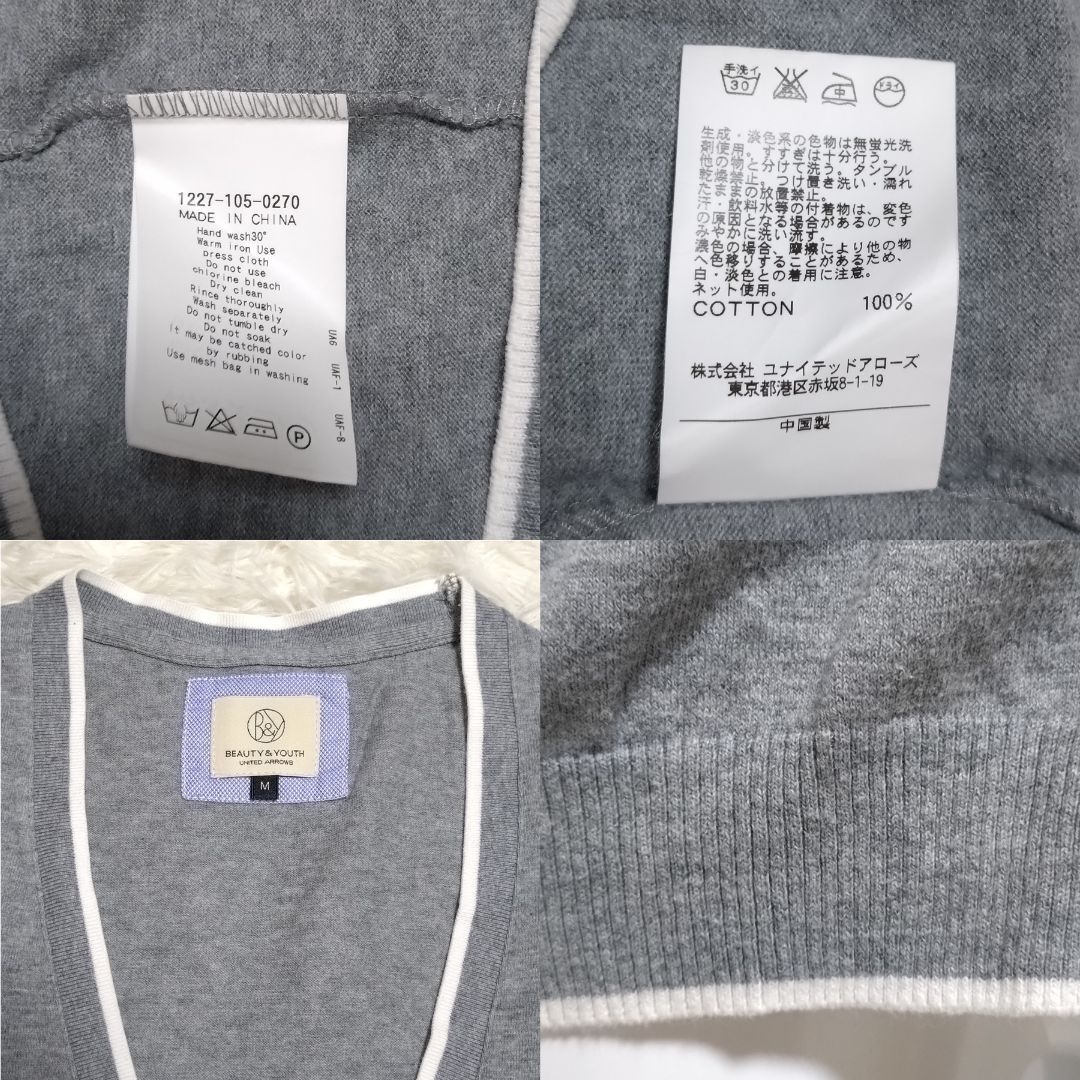 1227-105-0270
MADE IN CHINA
Hand wash30°
Warm iron Use
press cloth
Do not use
chlorine bleach
Dry clean
Rince thoroughly
Wash separately
Do not tumble dry
Do not soak
it may be catched color
by rubbing
Use mesh bag in washing
UA6 UAF-1 UAF-8
P
手洗イ
30
中
ドライ
生成・淡色系の色物は無蛍光洗
剤使用。すすぎは十分行う。
他の物と分けて洗う。タンブル
乾燥禁止。つけ置き洗い・濡れ
たままの放置禁止。
汗・飲料水等の付着物は、変色
の原因となる場合があるのです
みやかに洗い流す。
濃色の場合、摩擦により他の物
へ色移りすることがあるため、
白・淡色との着用に注意。
ネット使用。
COTTON 100%
株式会社 ユナイテッドアローズ
東京都港区赤坂8-1-19
中国製
B&Y
BEAUTY & YOUTH
UNITED ARROWS
M